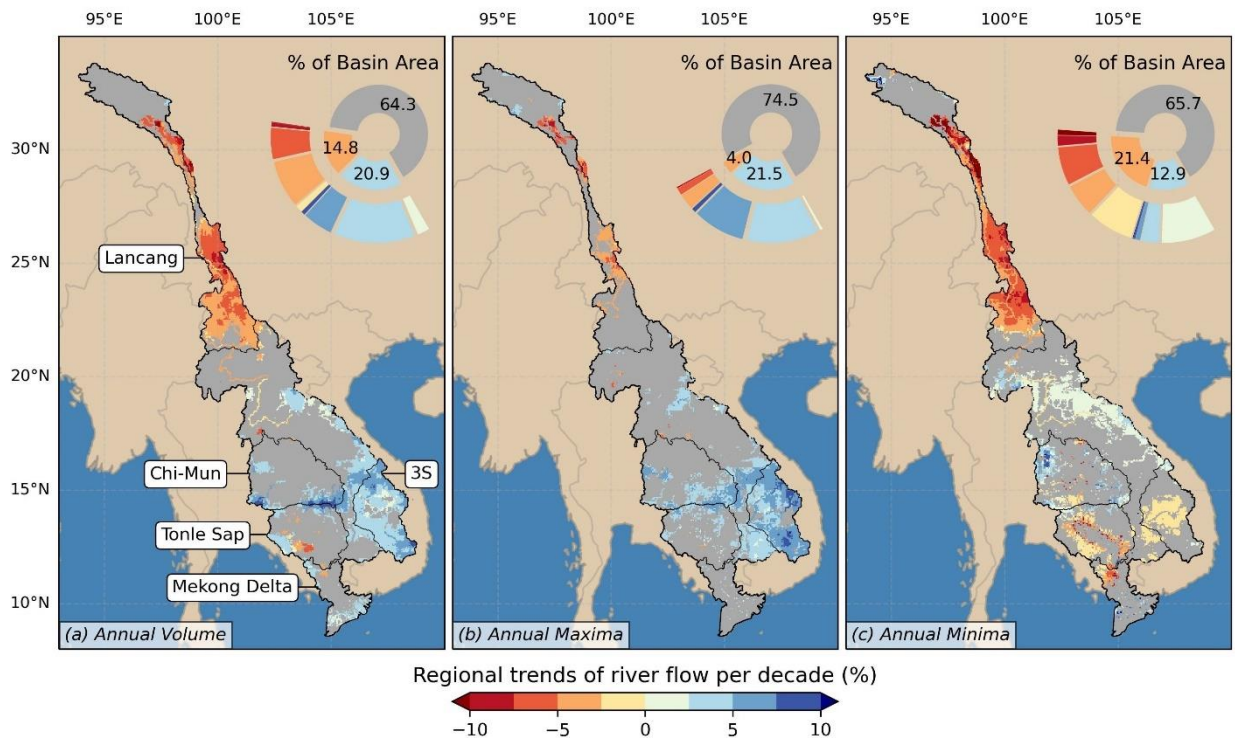 95°E 100°E 105°E 95°E 100°E 105°E 95°E 100°E 105°E
% of Basin Area
64.3
14.8
20.9
% of Basin Area
74.5
4.0
21.5
% of Basin Area
65.7
21.4
12.9
30°N
25°N
20°N
15°N
10°N
Lancang
Chi-Mun
3S
Tonle Sap
Mekong Delta
(a) Annual Volume
(b) Annual Maxima
(c) Annual Minima
Regional trends of river flow per decade (%)
−10 −5 0 5 10